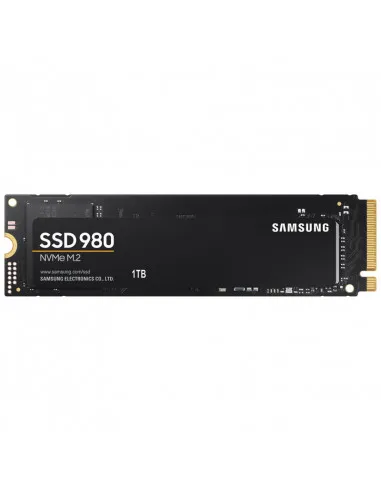 SSD 980
NVMe M.2
www.samsung.com/ssd
SAMSUNG ELECTRONICS CO., LTD.
1TB
SAMSUNG